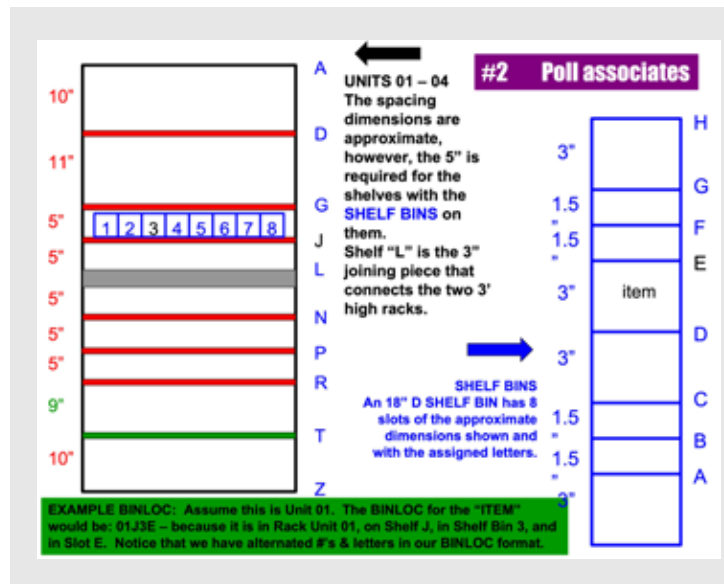 #2 Poll associates
UNITS 01 – 04
The spacing
dimensions are
approximate,
however, the 5" is
required for the
shelves with the
SHELF BINS on
them.
Shelf “L” is the 3”
joining piece that
connects the two 3’
high racks.
10”
11”
5”
5”
5”
5”
5”
9”
10”
A
D
G
J
L
N
P
R
T
Z
1 2 3 4 5 6 7 8
SHELF BINS
An 18” D SHELF BIN has 8
slots of the approximate
dimensions shown and
with the assigned letters.
3”
1.5
”
1.5
”
3”
3”
1.5
”
1.5
”
3”
item
H
G
F
E
D
C
B
A
EXAMPLE BINLOC: Assume this is Unit 01. The BINLOC for the “ITEM”
would be: 01J3E – because it is in Rack Unit 01, on Shelf J, in Shelf Bin 3, and
in Slot E. Notice that we have alternated #’s & letters in our BINLOC format.